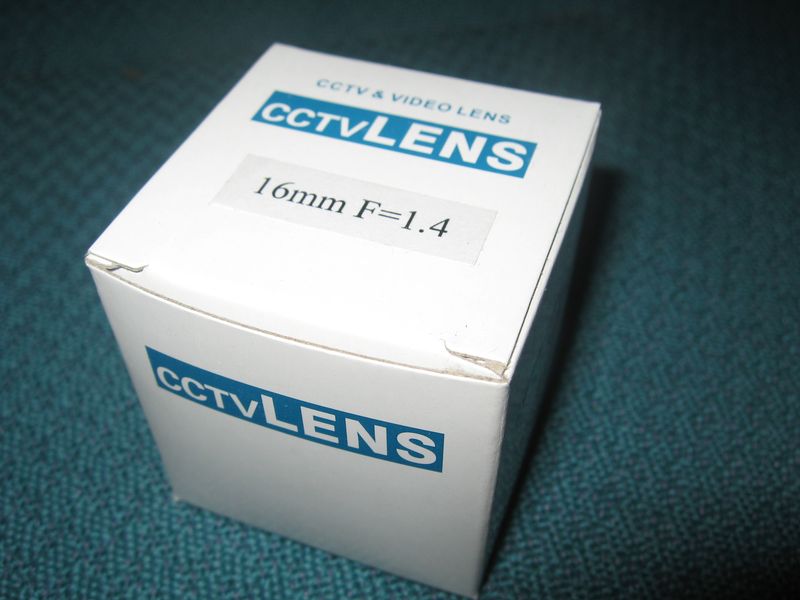 CCTV & VIDEO LENS
CCTVLENS
16mm F=1.4
CCTVLENS